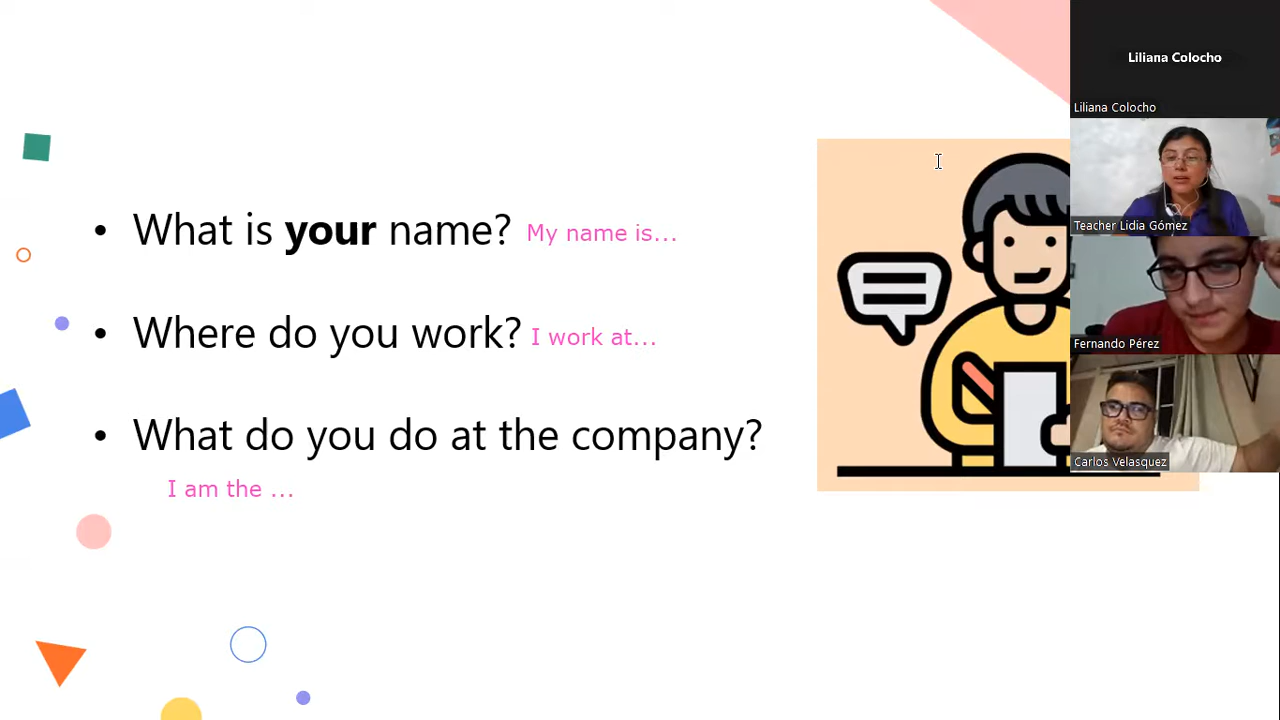 • What is your name? My name is...
• Where do you work? I work at...
• What do you do at the company?
I am the ...
Liliana Colocho
Liliana Colocho
Teacher Lidia Gómez
Fernando Pérez
Carlos Velasquez